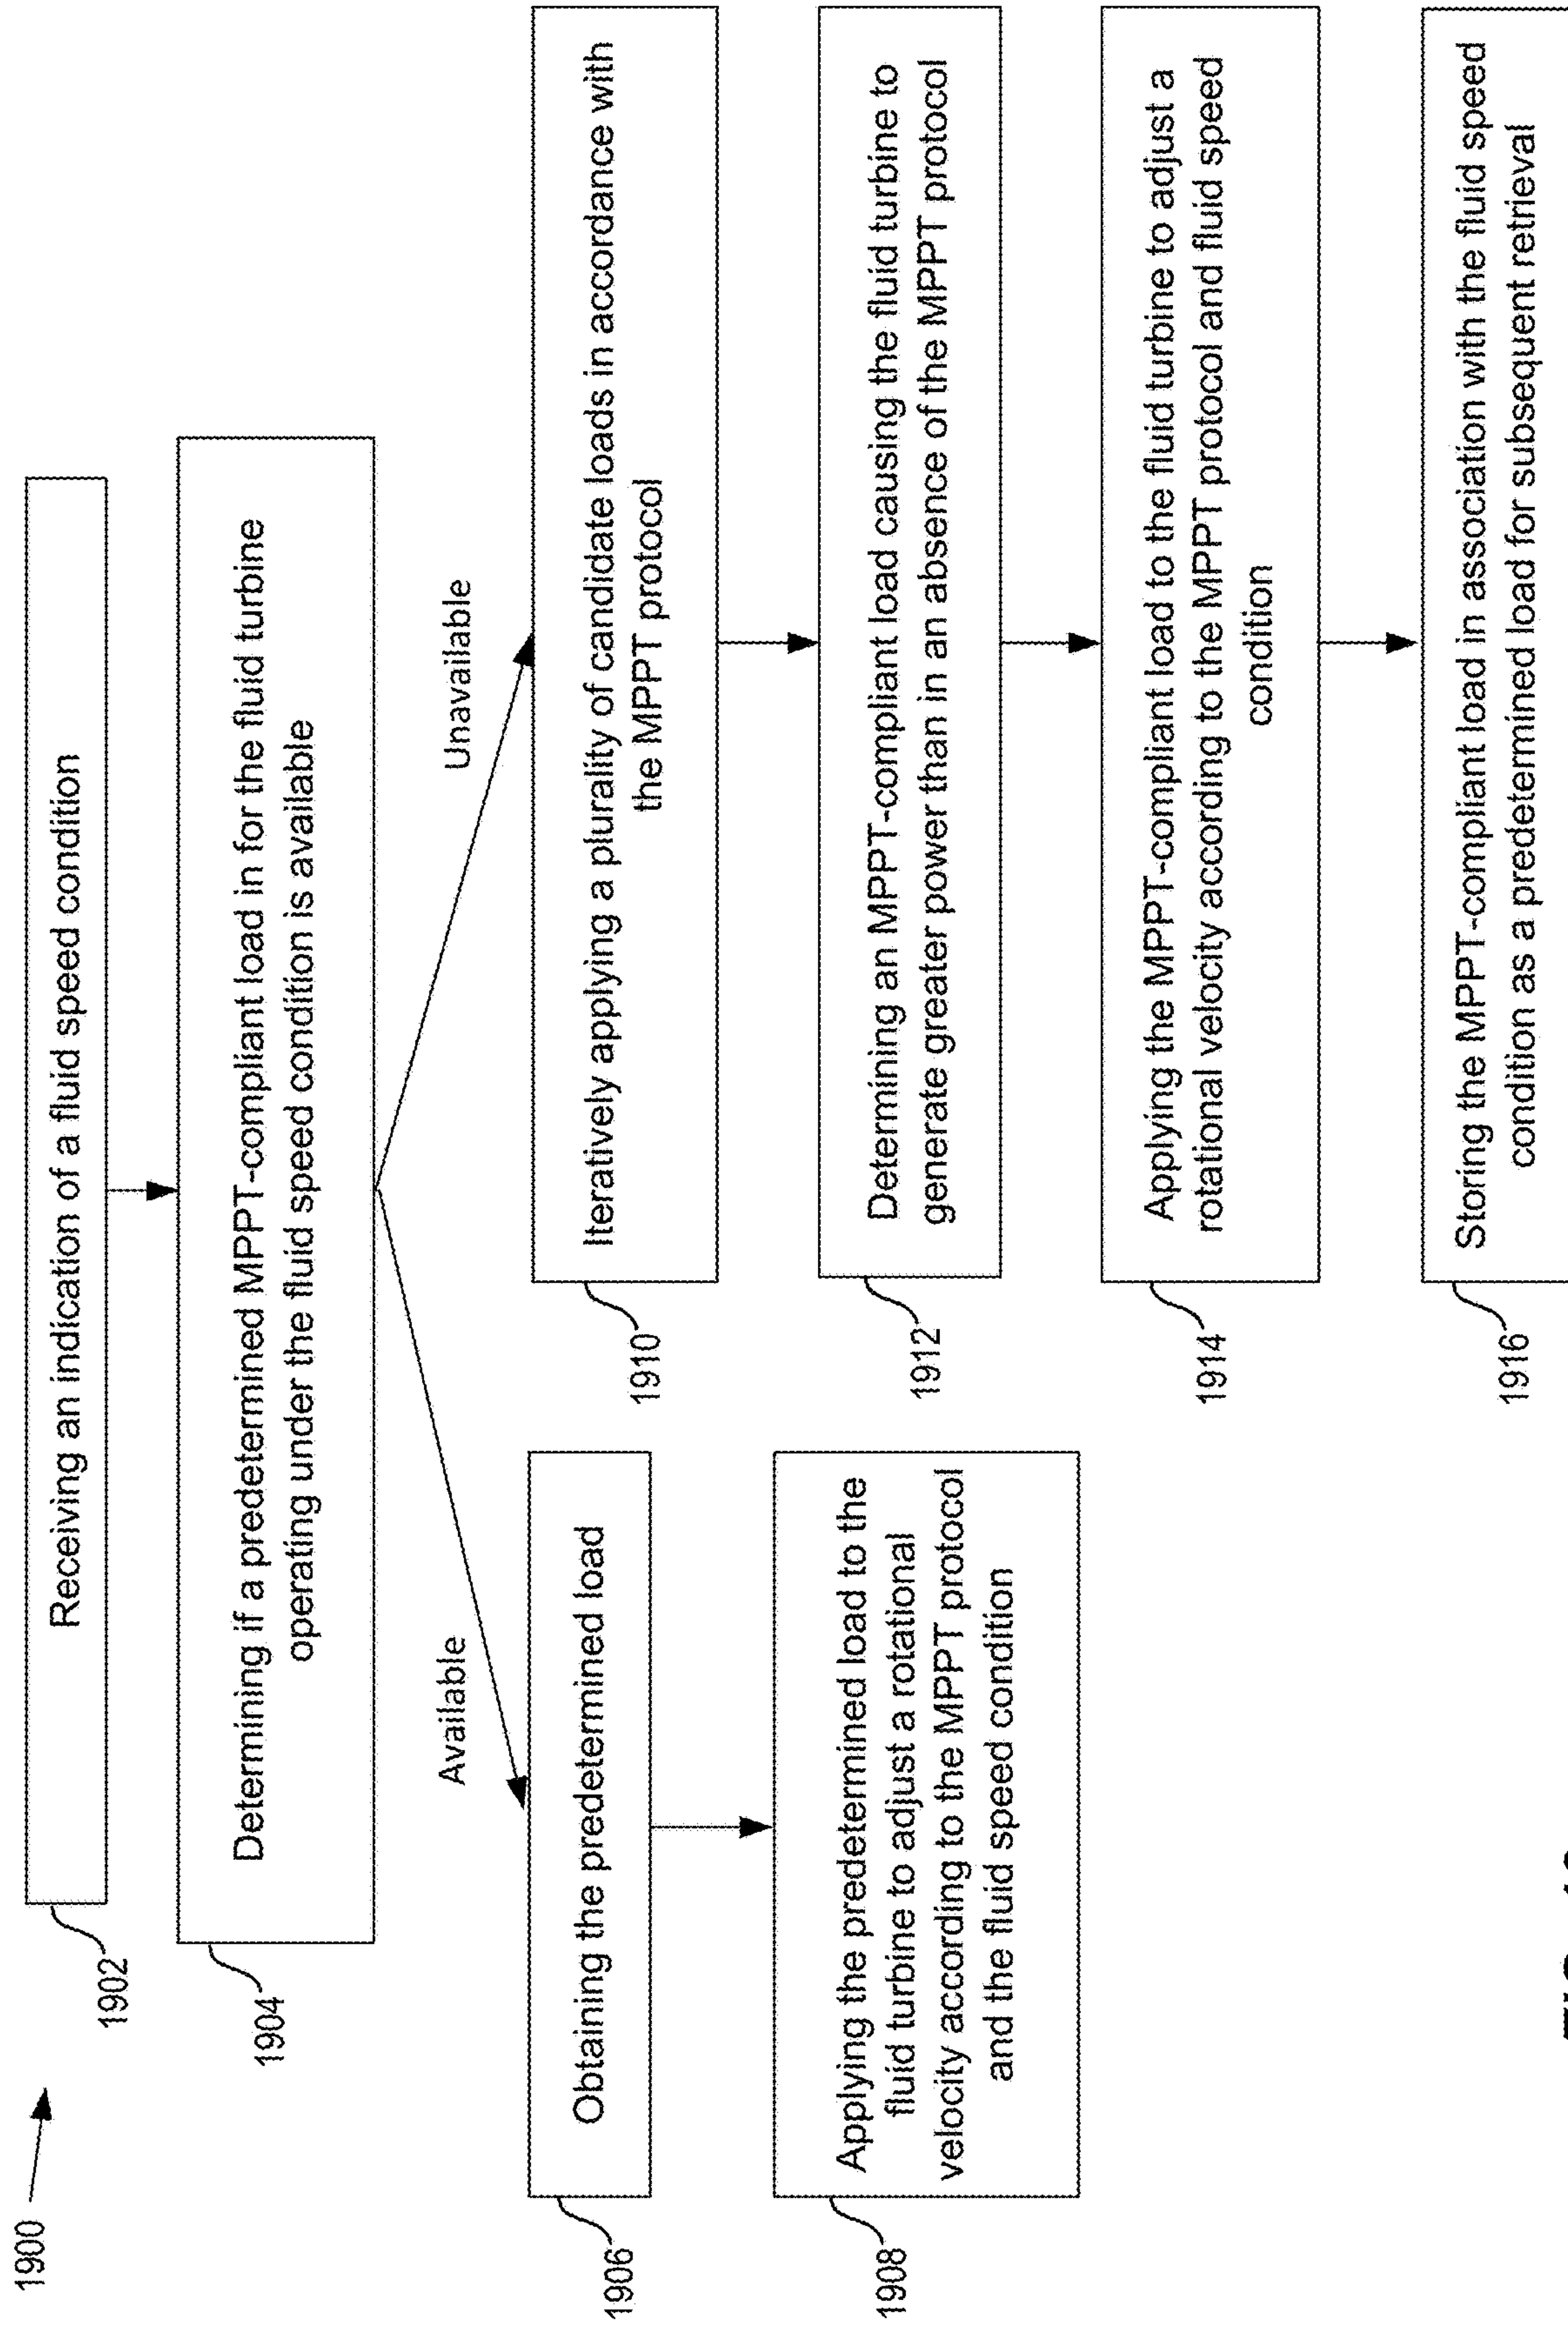 1900
Receiving an indication of a fluid speed condition
1902
Determining if a predetermined MPPT-compliant load in for the fluid turbine
operating under the fluid speed condition is available
1904
Available
Unavailable
Obtaining the predetermined load
1906
Applying the predetermined load to the
fluid turbine to adjust a rotational
velocity according to the MPPT protocol
and the fluid speed condition
1908
Iteratively applying a plurality of candidate loads in accordance with
the MPPT protocol
1910
Determining an MPPT-compliant load causing the fluid turbine to
generate greater power than in an absence of the MPPT protocol
1912
Applying the MPPT-compliant load to the fluid turbine to adjust a
rotational velocity according to the MPPT protocol and fluid speed
condition
1914
Storing the MPPT-compliant load in association with the fluid speed
condition as a predetermined load for subsequent retrieval
1916